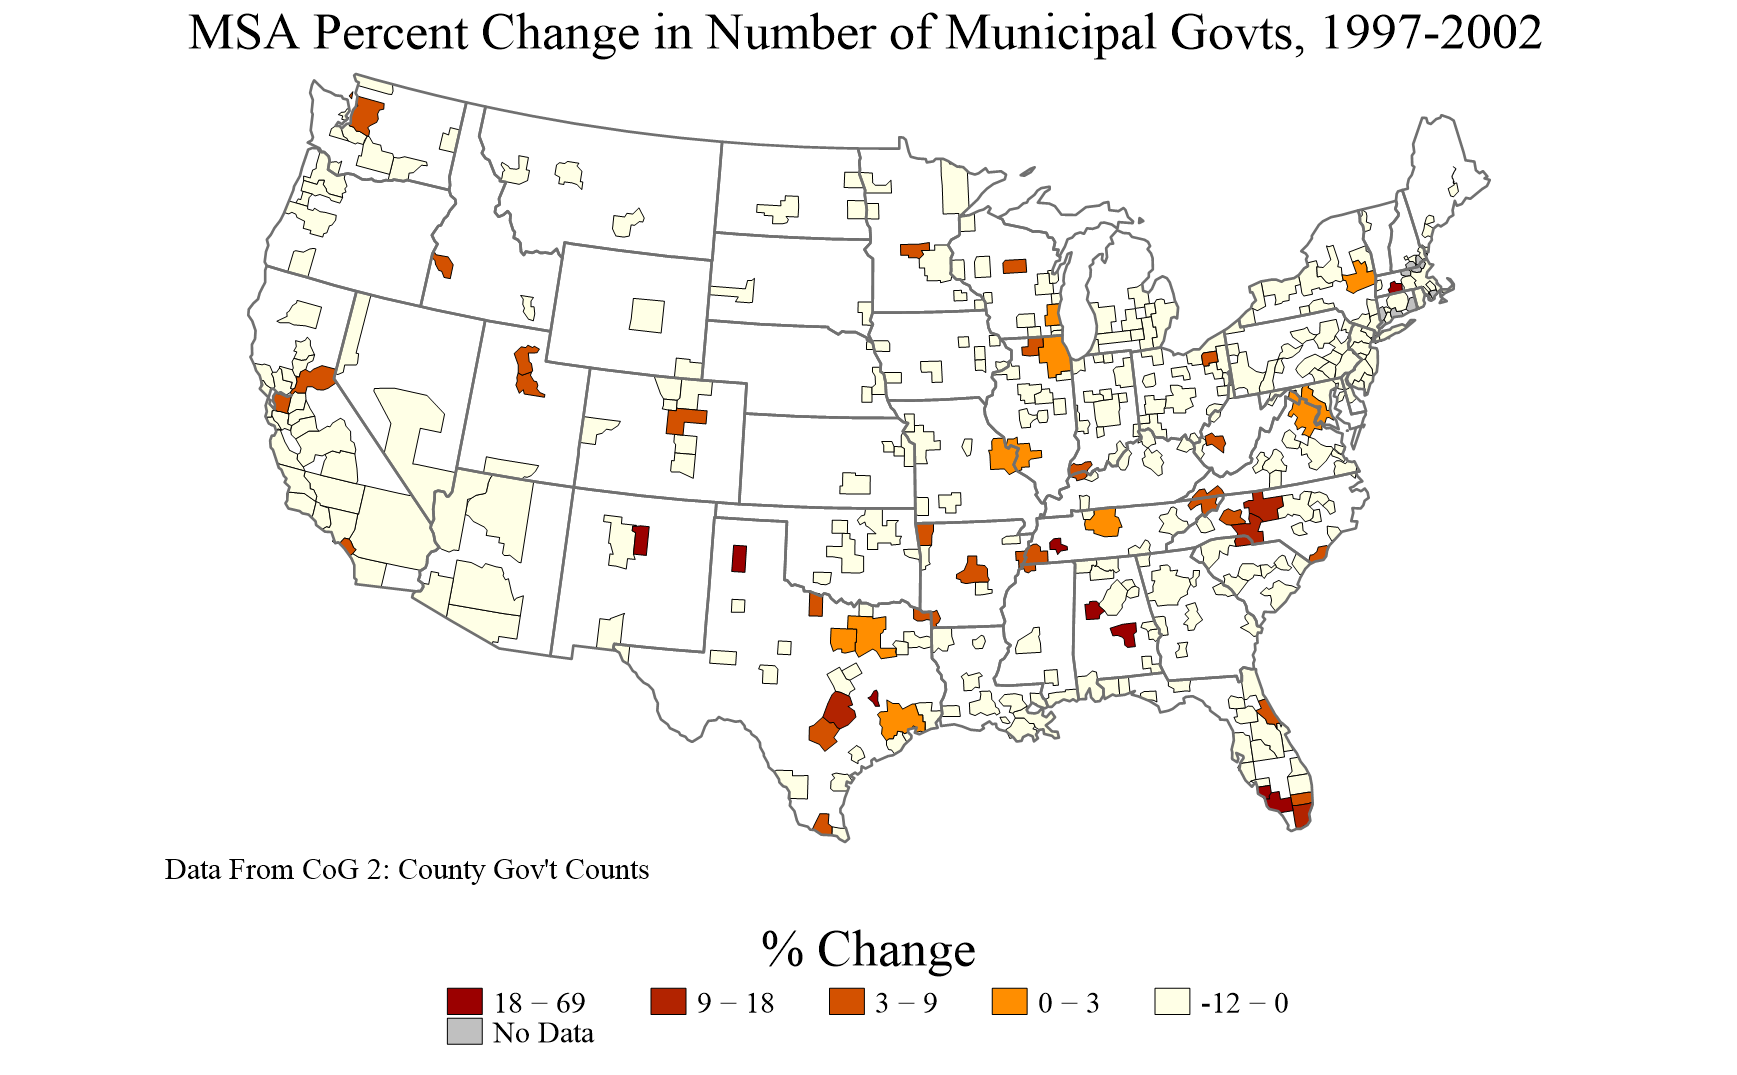 MSA Percent Change in Number of Municipal Govts, 1997-2002
Data From CoG 2: County Gov't Counts
% Change
18 – 69
9 – 18
3 – 9
0 – 3
-12 – 0
No Data